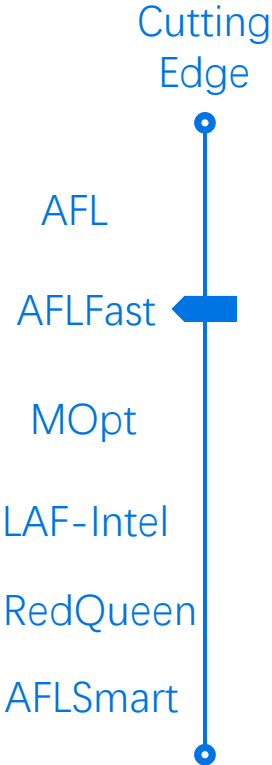 Cutting
Edge
AFL
AFLFast
MOpt
LAF-Intel
RedQueen
AFLSmart